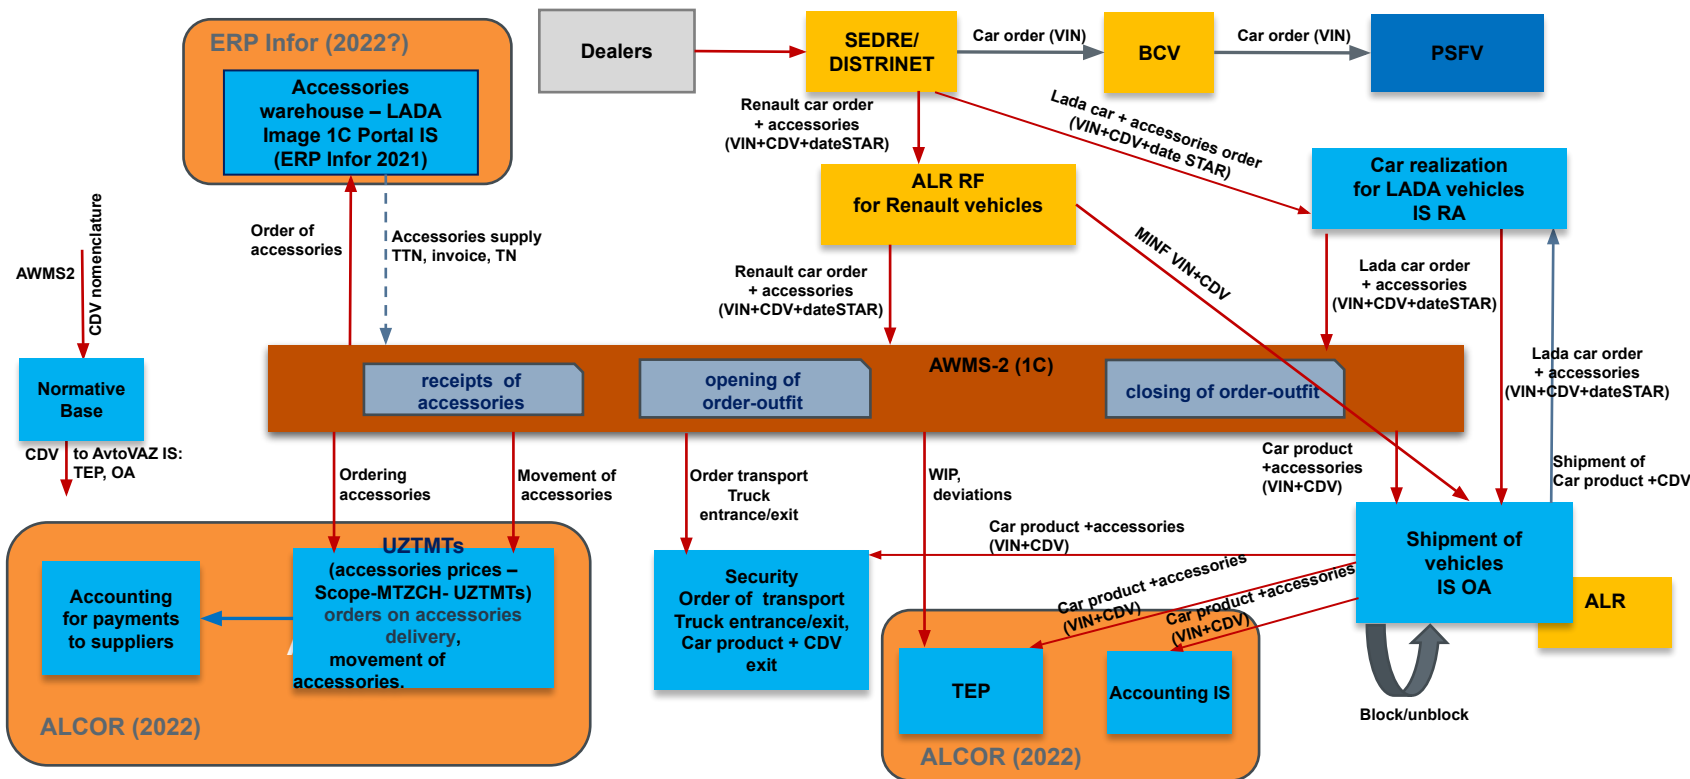 ERP Infor (2022?)
Accessories
warehouse – LADA
Image 1C Portal IS
(ERP Infor 2021)
Dealers
SEDRE/
DISTRINET
Car order (VIN)
BCV
Car order (VIN)
PSFV
Renault car order
+ accessories
(VIN+CDV+dateSTAR)
Lada car + accessories order
(VIN+CDV+date STAR)
ALR RF
for Renault vehicles
Car realization
for LADA vehicles
IS RA
AWMS2
CDV nomenclature
Order of
accessories
Accessories supply
TTN, invoice, TN
Renault car order
+ accessories
(VIN+CDV+dateSTAR)
MINF VIN+CDV
Lada car order
+ accessories
(VIN+CDV+dateSTAR)
Normative
Base
AWMS-2 (1C)
receipts of
accessories
opening of
order-outfit
closing of order-outfit
Lada car order
+ accessories
(VIN+CDV+dateSTAR)
CDV
to AvtoVAZ IS:
TEP, OA
Ordering
accessories
Movement of
accessories
Order transport
Truck
entrance/exit
WIP,
deviations
Car product
+accessories
(VIN+CDV)
Shipment of
Car product +CDV
Accounting
for payments
to suppliers
UZTMTs
(accessories prices –
Scope-MTZCH- UZTMTs)
orders on accessories
delivery,
movement of
accessories.
A
ALCOR (2022)
Security
Order of transport
Truck entrance/exit,
Car product + CDV
exit
Car product +accessories
(VIN+CDV)
Car product +accessories
(VIN+CDV)
Car product +accessories
(VIN+CDV)
Shipment of
vehicles
IS OA
ALR
TEP
Accounting IS
ALCOR (2022)
Block/unblock